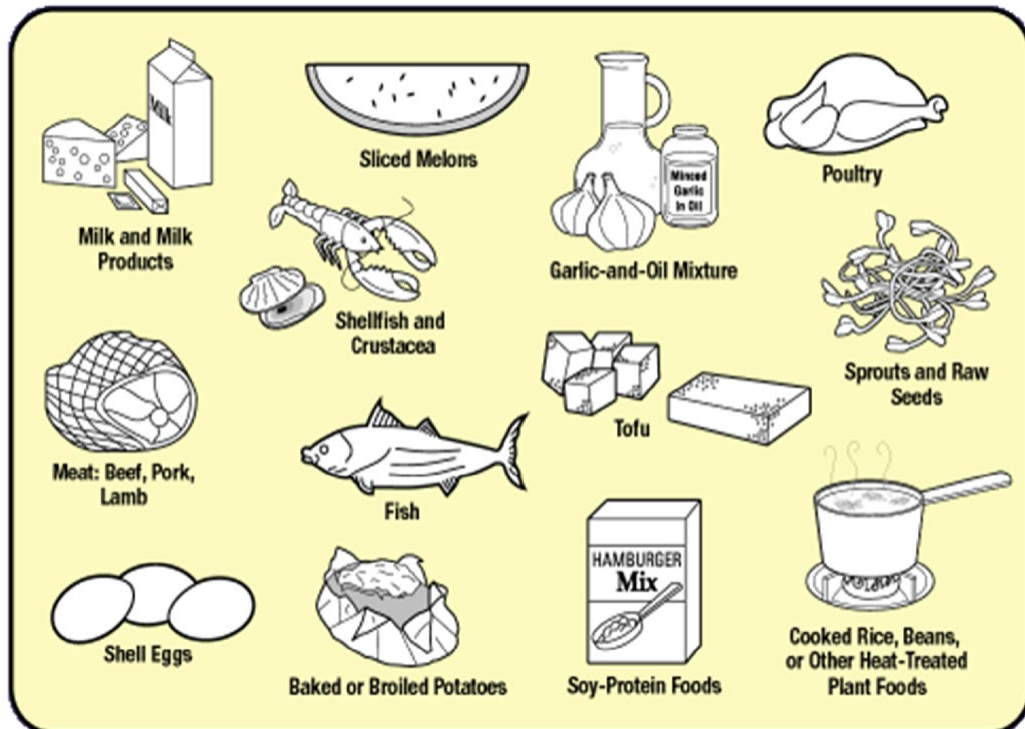 Milk
Milk and Milk
Products
Sliced Melons
Minced
Garlic
in Oil
Garlic-and-Oil Mixture
Poultry
Shellfish and
Crustacea
Sprouts and Raw
Seeds
Meat: Beef, Pork,
Lamb
Fish
Tofu
Shell Eggs
Baked or Broiled Potatoes
HAMBURGER
Mix
Soy-Protein Foods
Cooked Rice, Beans,
or Other Heat-Treated
Plant Foods